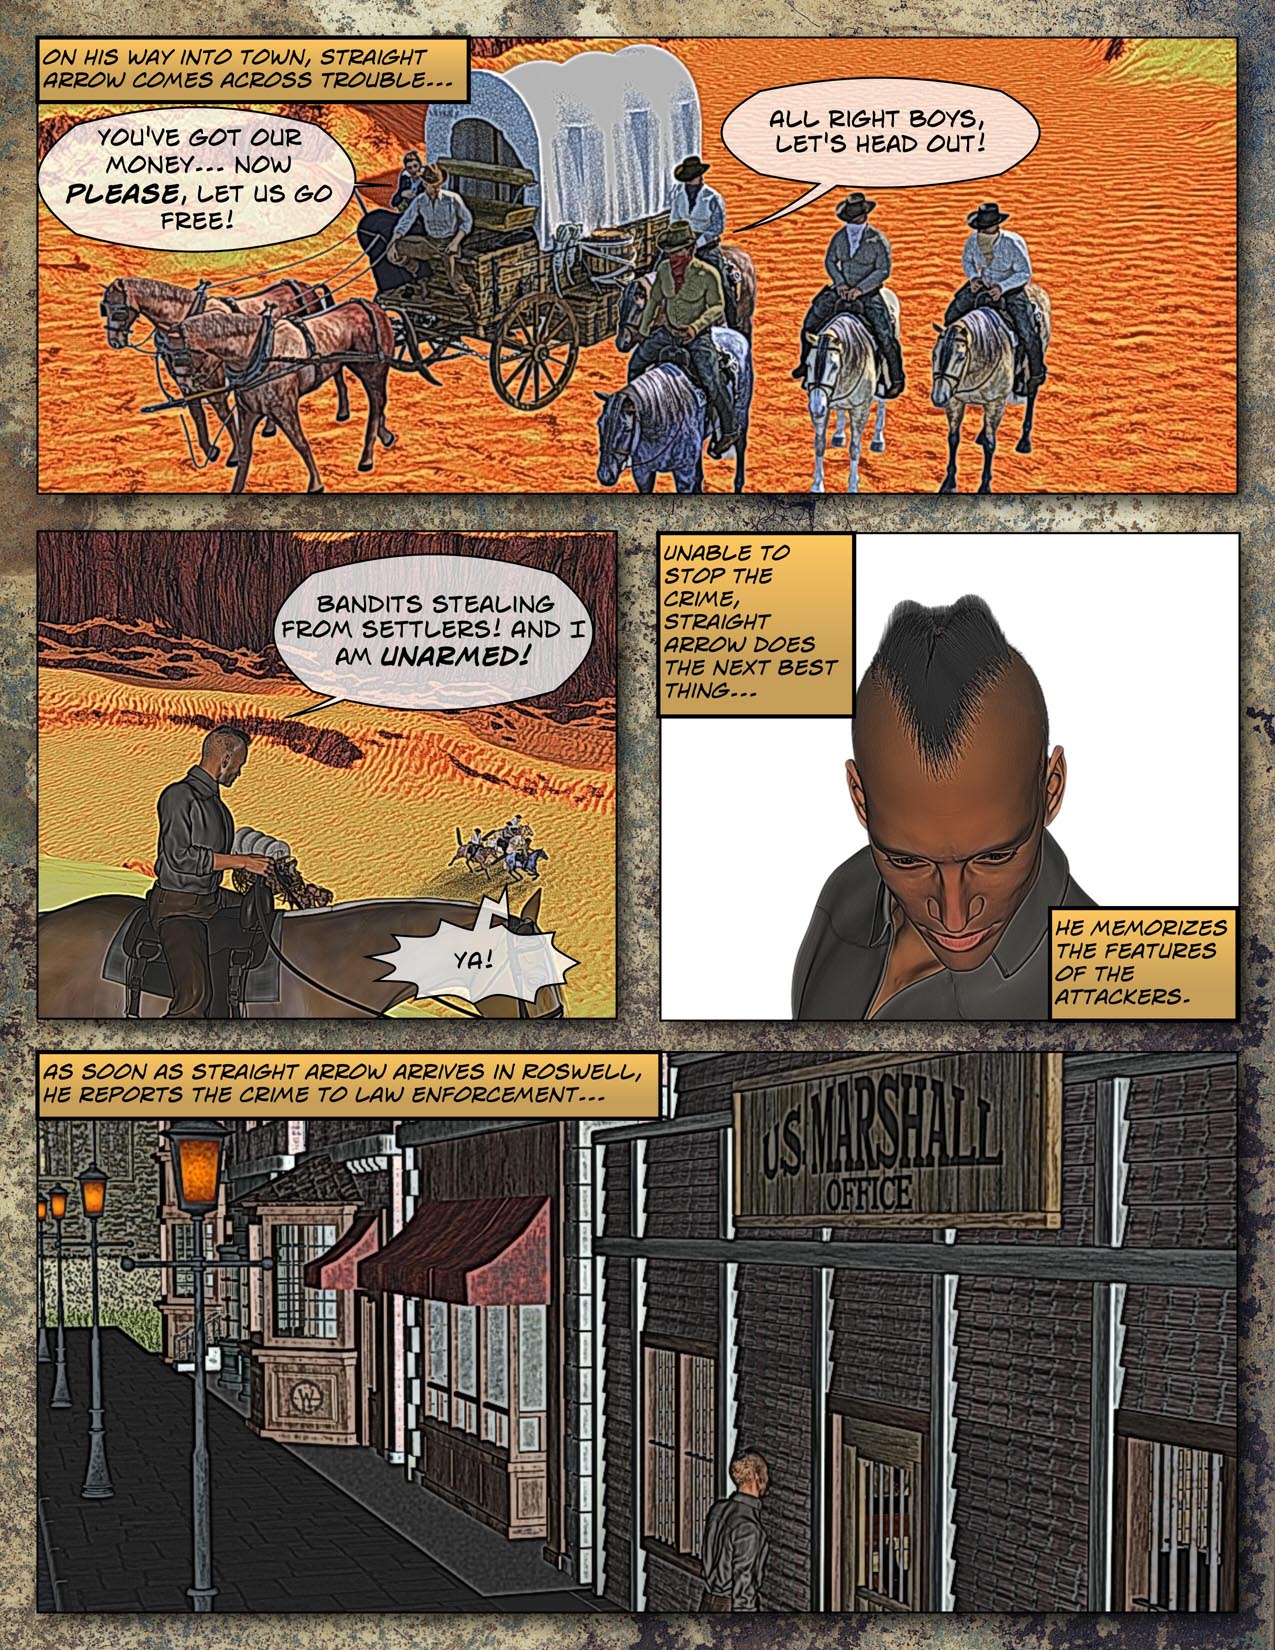 ON HIS WAY INTO TOWN, STRAIGHT
ARROW COMES ACROSS TROUBLE...
YOU'VE GOT OUR
MONEY... NOW
PLEASE, LET US GO
FREE!
ALL RIGHT BOYS,
LET'S HEAD OUT!
BANDITS STEALING
FROM SETTLERS! AND I
AM UNARMED!
YA!
UNABLE TO
STOP THE
CRIME,
STRAIGHT
ARROW DOES
THE NEXT BEST
THING...
HE MEMORIZES
THE FEATURES
OF THE
ATTACKERS.
AS SOON AS STRAIGHT ARROW ARRIVES IN ROSWELL,
HE REPORTS THE CRIME TO LAW ENFORCEMENT...
U.S. MARSHALL
OFFICE
W